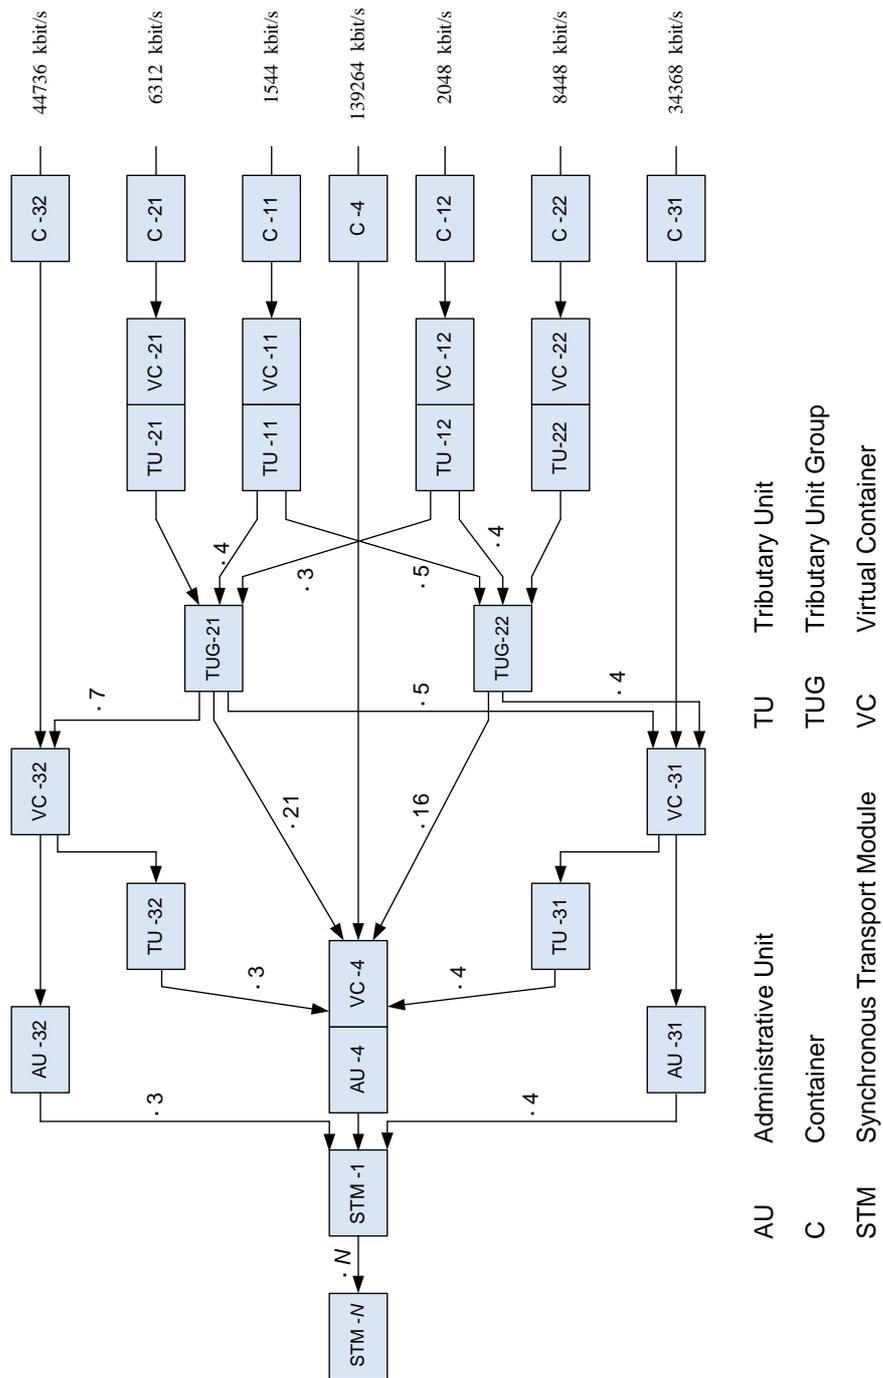 AU -32 VC -32 C -32 44736 kbit/s
. 7
. 3 TU -32 TU -21 VC -21 C -21 6312 kbit/s
TUG-21 . 4
. 3
TU -11 VC -11 C -11 1544 kbit/s
. 21 . 3
. N
STM -N STM -1 AU -4 VC -4 C -4 139264 kbit/s
. 16 . 5 . 5
TU -12 VC -12 C -12 2048 kbit/s
. 4 . 4
TUG-22
. 4
TU -31 TU-22 VC -22 C -22 8448 kbit/s
. 4
AU -31 VC -31 C -31 34368 kbit/s
AU Administrative Unit TU Tributary Unit
C Container TUG Tributary Unit Group
STM Synchronous Transport Module VC Virtual Container